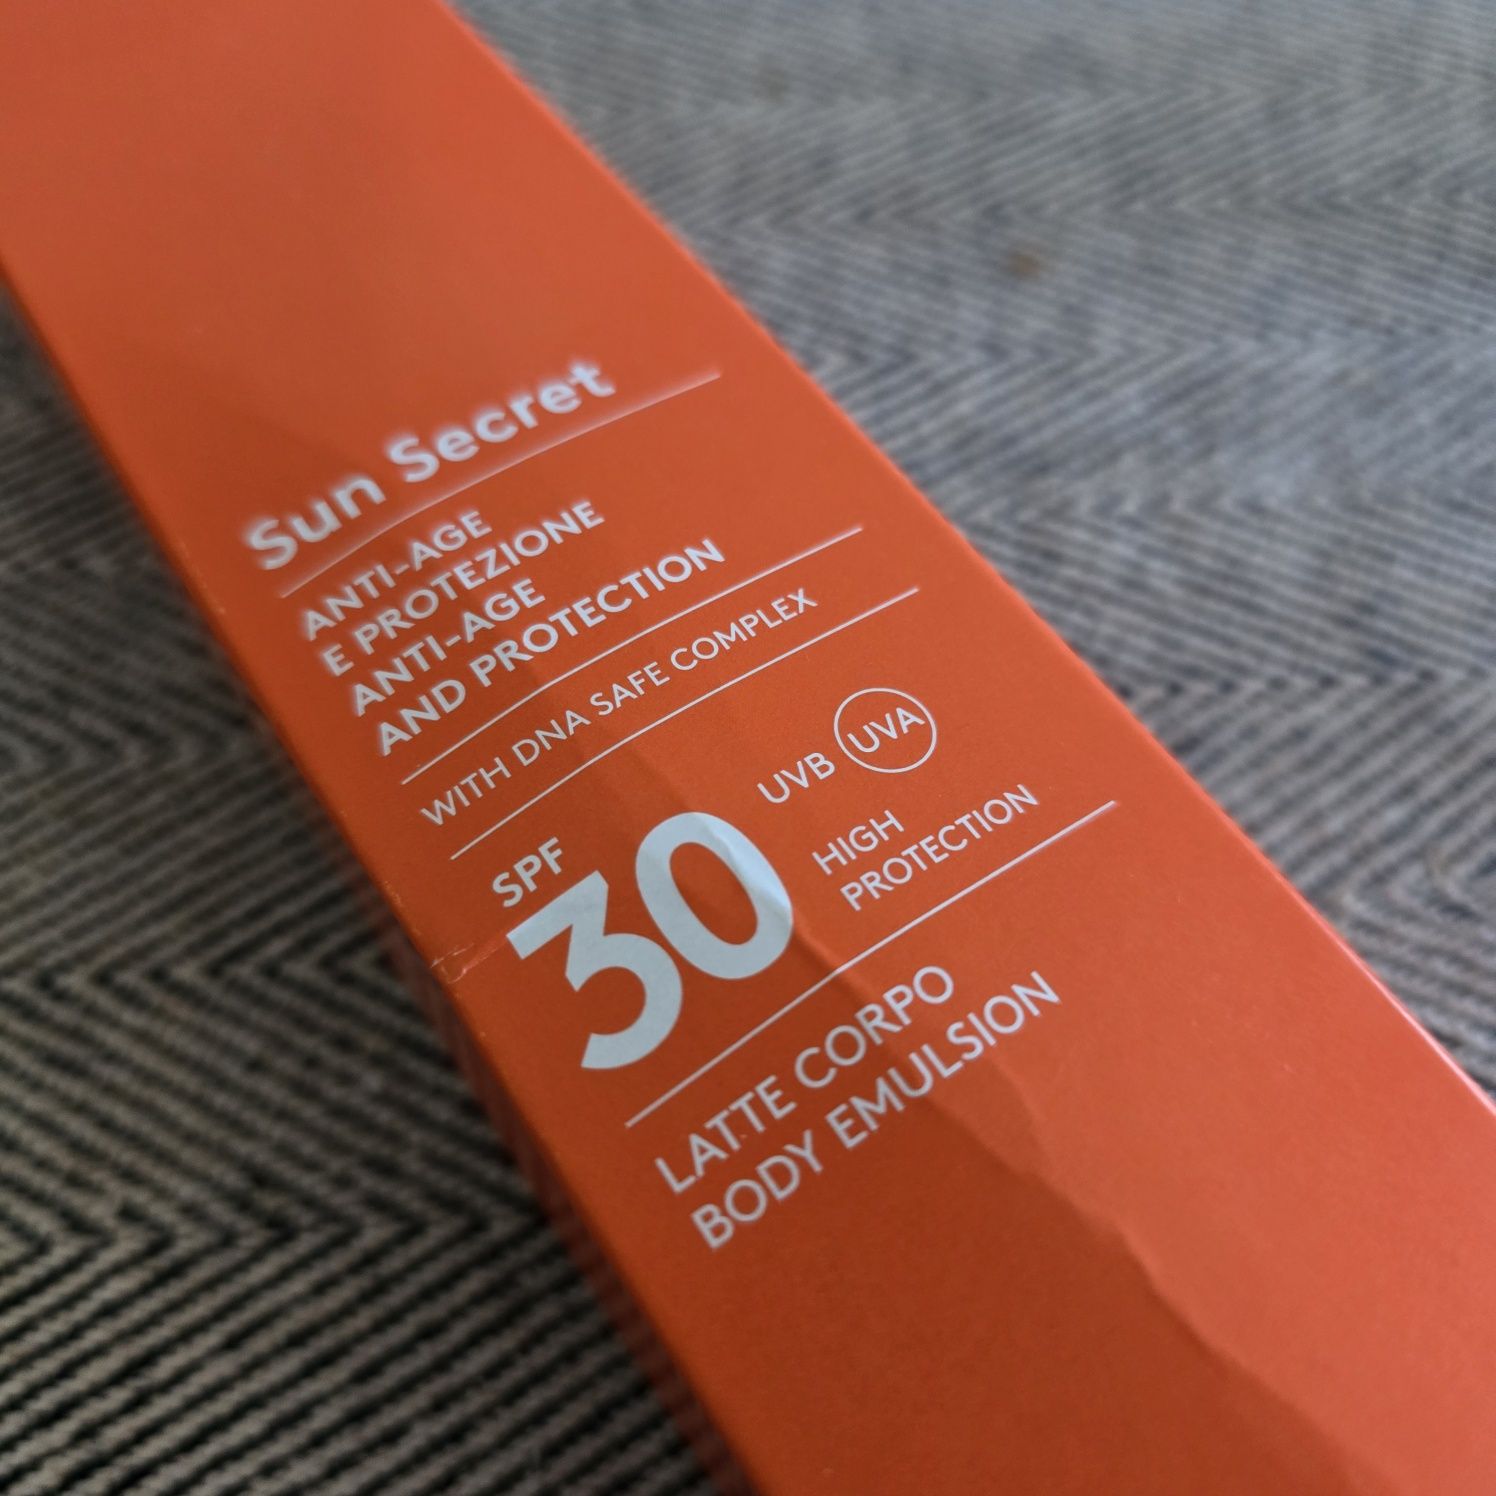 Sun Secret
ANTI-AGE
E PROTEZIONE
ANTI-AGE
AND PROTECTION
WITH DNA SAFE COMPLEX
SPF
30
UVB UVA
HIGH
PROTECTION
LATTE CORPO
BODY EMULSION